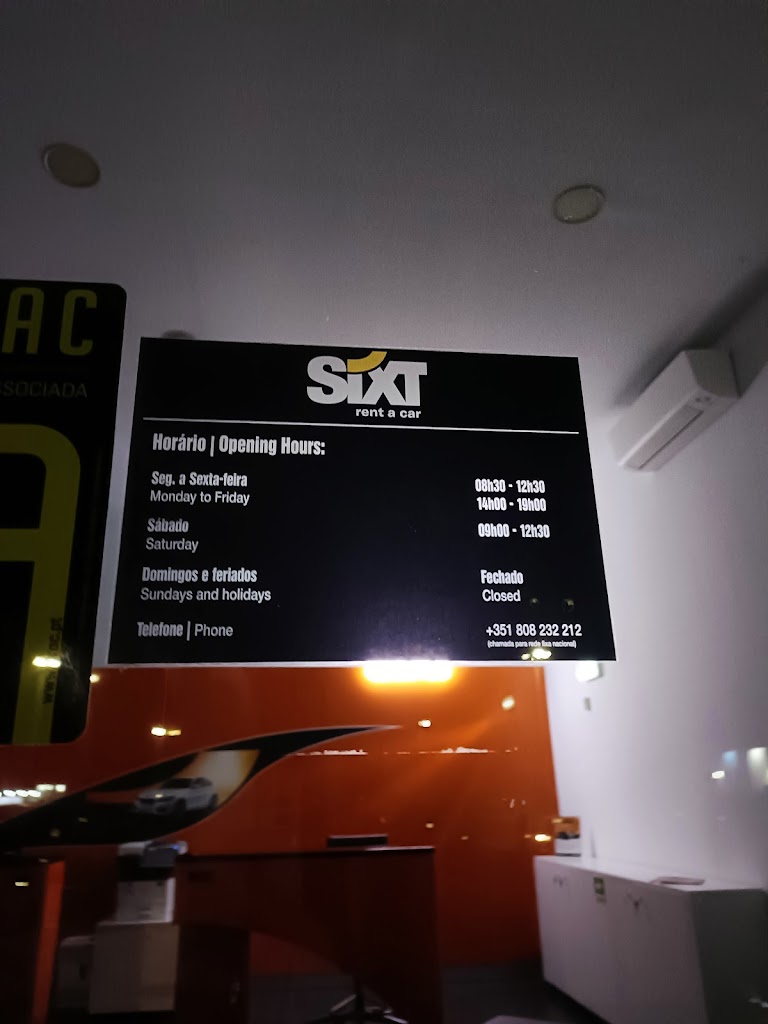 AC
SSOCIADA
A
SIXT
rent a car
Horário | Opening Hours:
Seg. a Sexta-feira
Monday to Friday
08h30 - 12h30
14h00 - 19h00
Sábado
Saturday
09h00 - 12h30
Domingos e feriados
Sundays and holidays
Fechado
Closed
Telefone | Phone
+351 808 232 212
(chamada para rede fixa nacional)